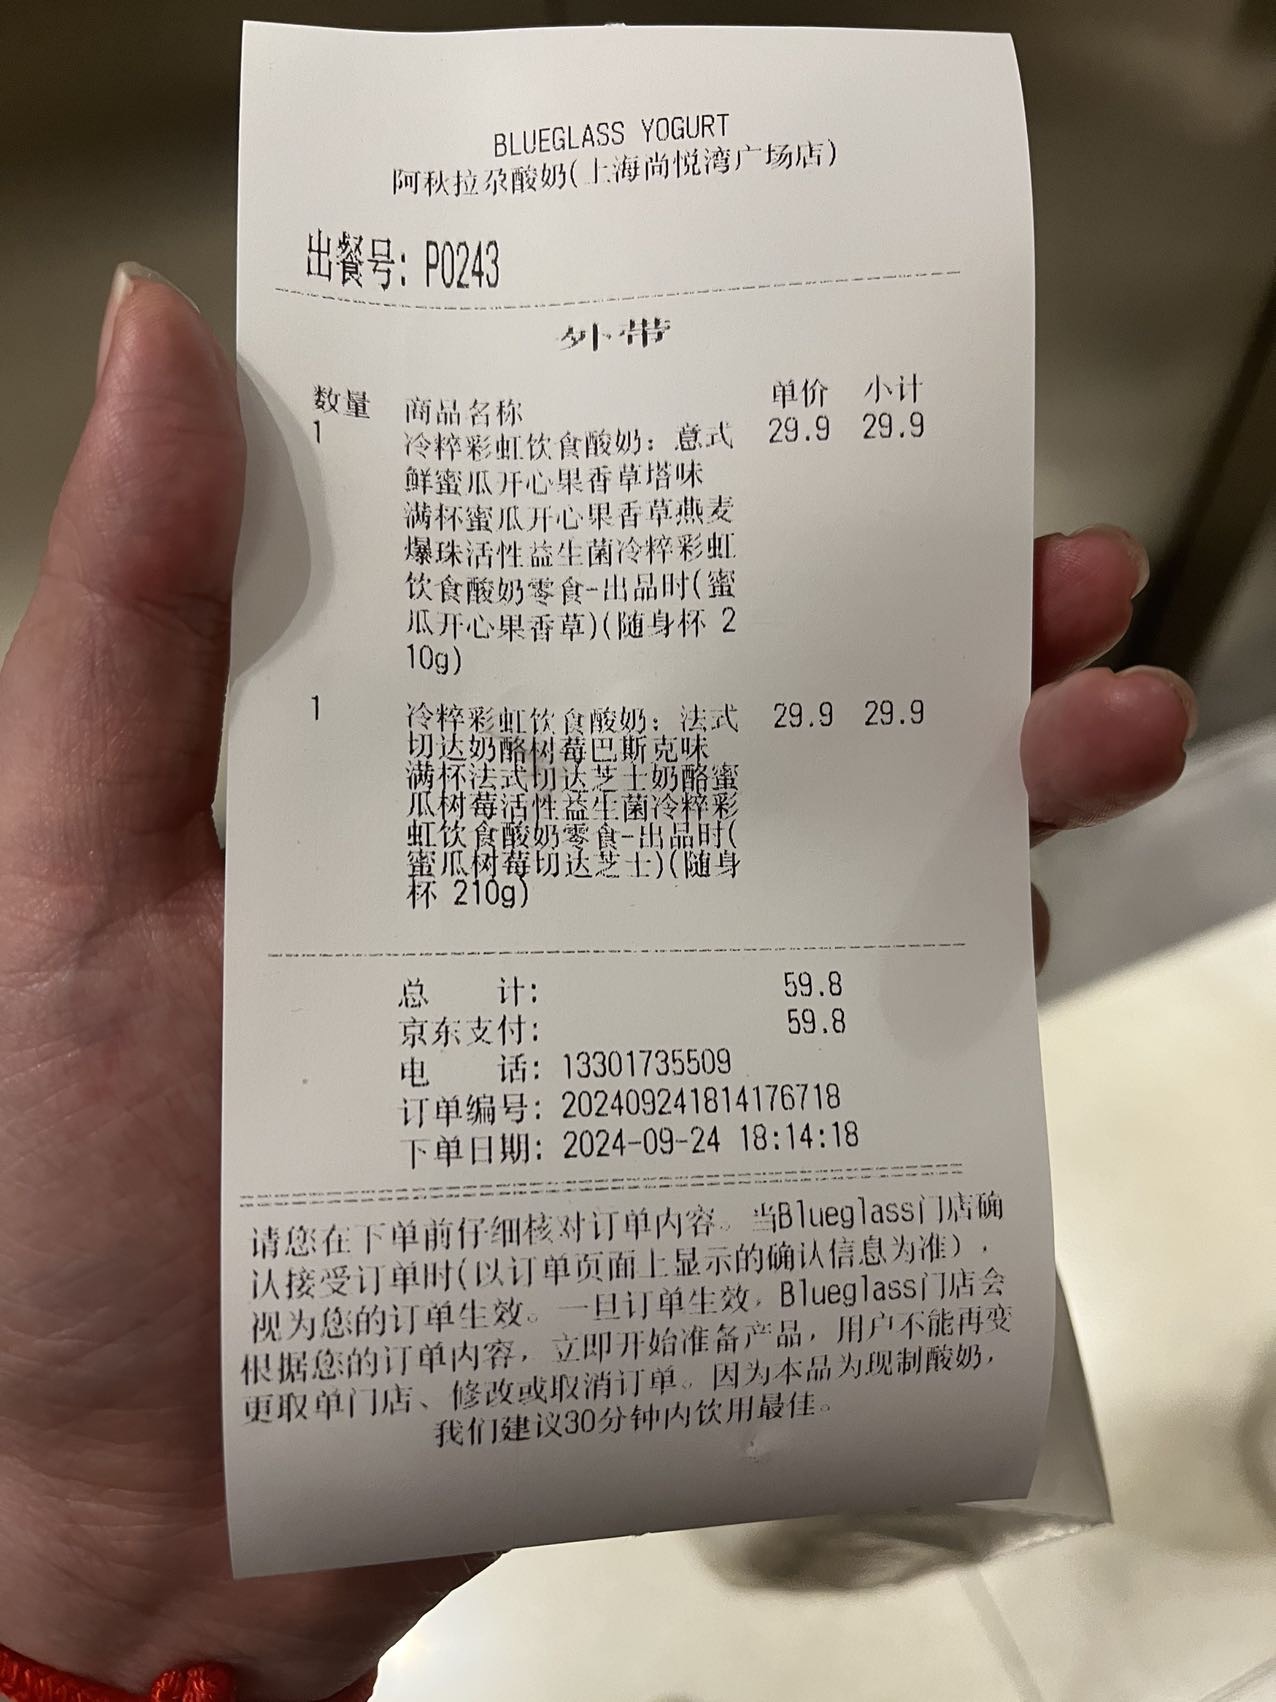 BLUEGLASS YOGURT
阿秋拉尕酸奶(上海尚悦湾广场店)
出餐号: P0243
外带
数量 商品名称 单价 小计
1 冷粹彩虹饮食酸奶: 意式 29.9 29.9
鲜蜜瓜开心果香草塔味
满杯蜜瓜开心果香草燕麦
爆珠活性益生菌冷粹彩虹
饮食酸奶零食-出品时(蜜
瓜开心果香草)(随身杯 2
10g)
1 冷粹彩虹饮食酸奶: 法式 29.9 29.9
切达奶酪树莓巴斯克味
满杯法式切达芝士奶酪蜜
瓜树莓活性益生菌冷粹彩
虹饮食酸奶零食-出品时(
蜜瓜树莓切达芝士)(随身
杯 210g)
总 计: 59.8
京东支付: 59.8
电 话: 13301735509
订单编号: 202409241814176718
下单日期: 2024-09-24 18:14:18
请您在下单前仔细核对订单内容。当Blueglass门店确
认接受订单时(以订单页面上显示的确认信息为准),
视为您的订单生效。一旦订单生效, Blueglass门店会
根据您的订单内容, 立即开始准备产品, 用户不能再变
更取单门店、修改或取消订单。因为本品为现制酸奶,
我们建议30分钟内饮用最佳。